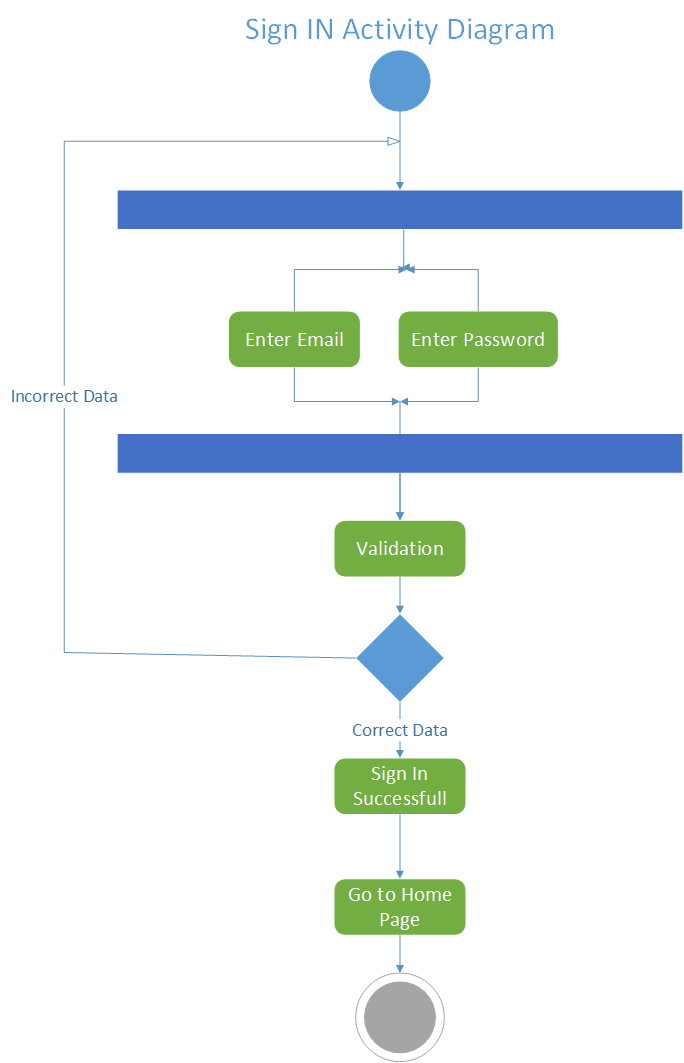 Sign IN Activity Diagram
Enter Email
Enter Password
Incorrect Data
Validation
Correct Data
Sign In
Successfull
Go to Home
Page